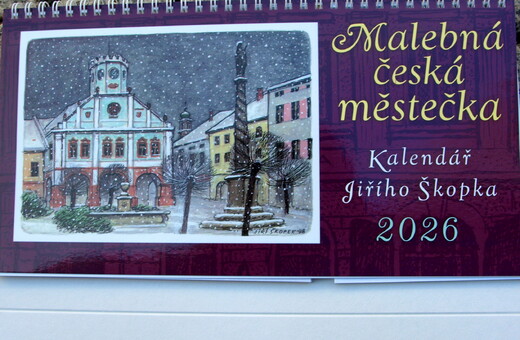 Malebná
česká
městečka
Kalendář
Jiřího Škopka
2026